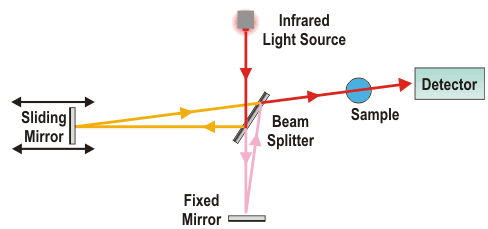 Infrared
Light Source
Detector
Sliding
Mirror
Sample
Beam
Splitter
Fixed
Mirror